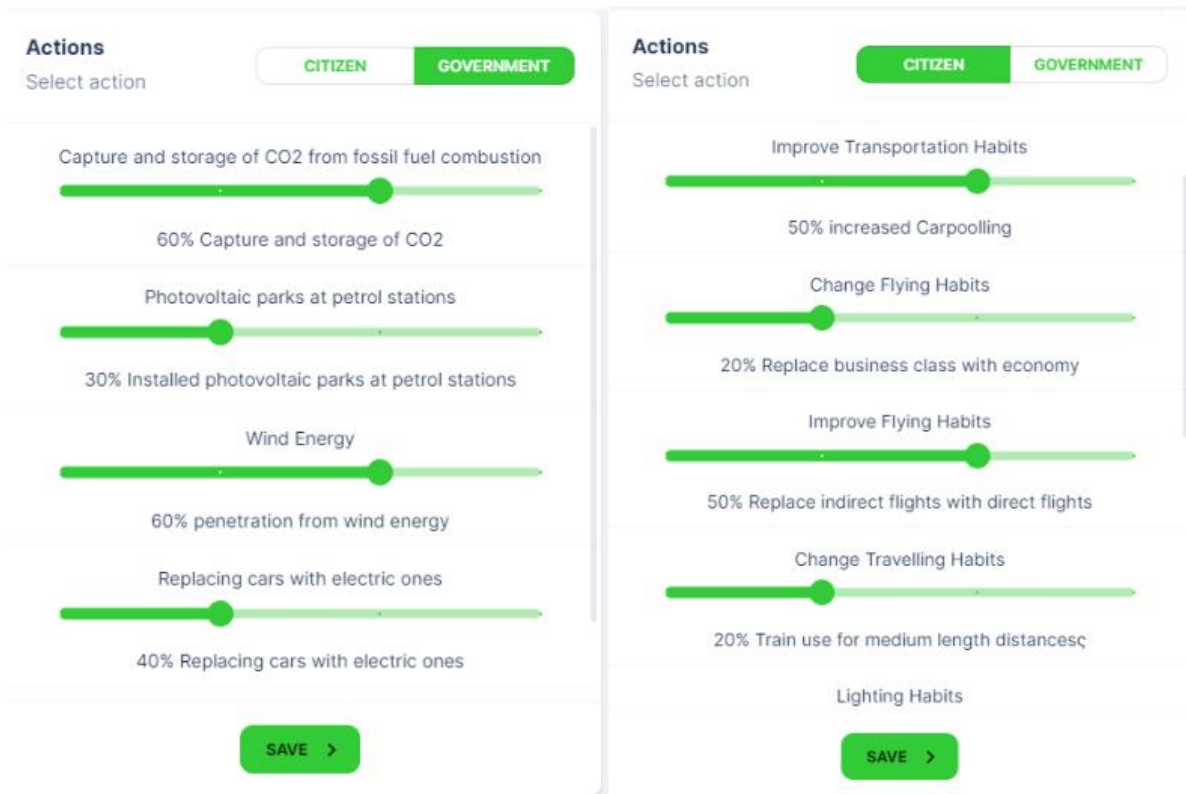 Actions
Select action
CITIZEN
GOVERNMENT
Capture and storage of CO2 from fossil fuel combustion
60% Capture and storage of CO2
Photovoltaic parks at petrol stations
30% Installed photovoltaic parks at petrol stations
Wind Energy
60% penetration from wind energy
Replacing cars with electric ones
40% Replacing cars with electric ones
SAVE >
Actions
Select action
CITIZEN
GOVERNMENT
Improve Transportation Habits
50% increased Carpoolling
Change Flying Habits
20% Replace business class with economy
Improve Flying Habits
50% Replace indirect flights with direct flights
Change Travelling Habits
20% Train use for medium length distancesς
Lighting Habits
SAVE >